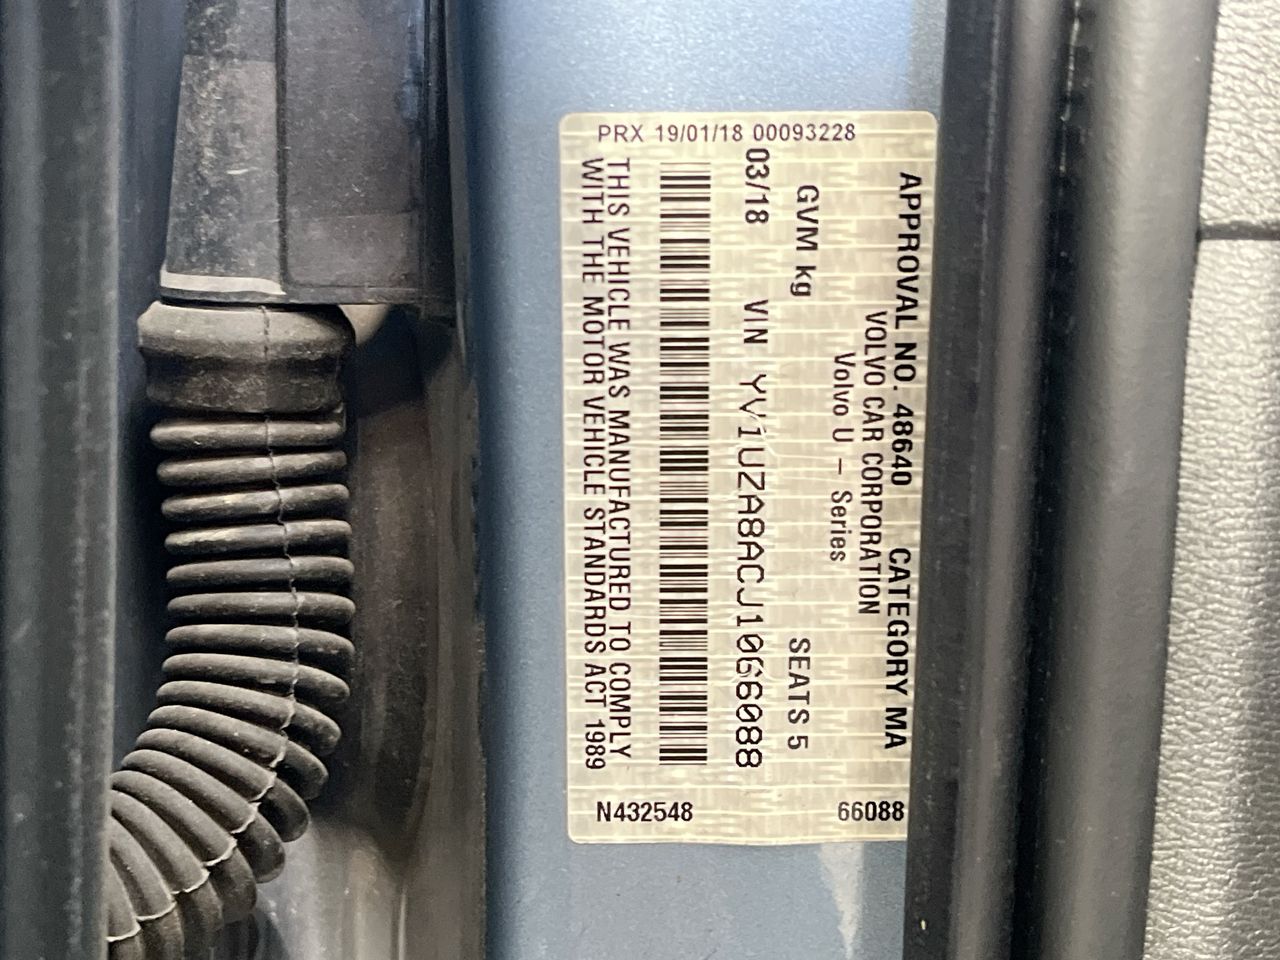 PRX 19/01/18 00093228
APPROVAL NO. 48640 CATEGORY MA
VOLVO CAR CORPORATION
Volvo U - Series
GVM kg SEATS 5
03/18 VIN YV1UZA8ACJ1066088
THIS VEHICLE WAS MANUFACTURED TO COMPLY
WITH THE MOTOR VEHICLE STANDARDS ACT 1989
N432548 66088